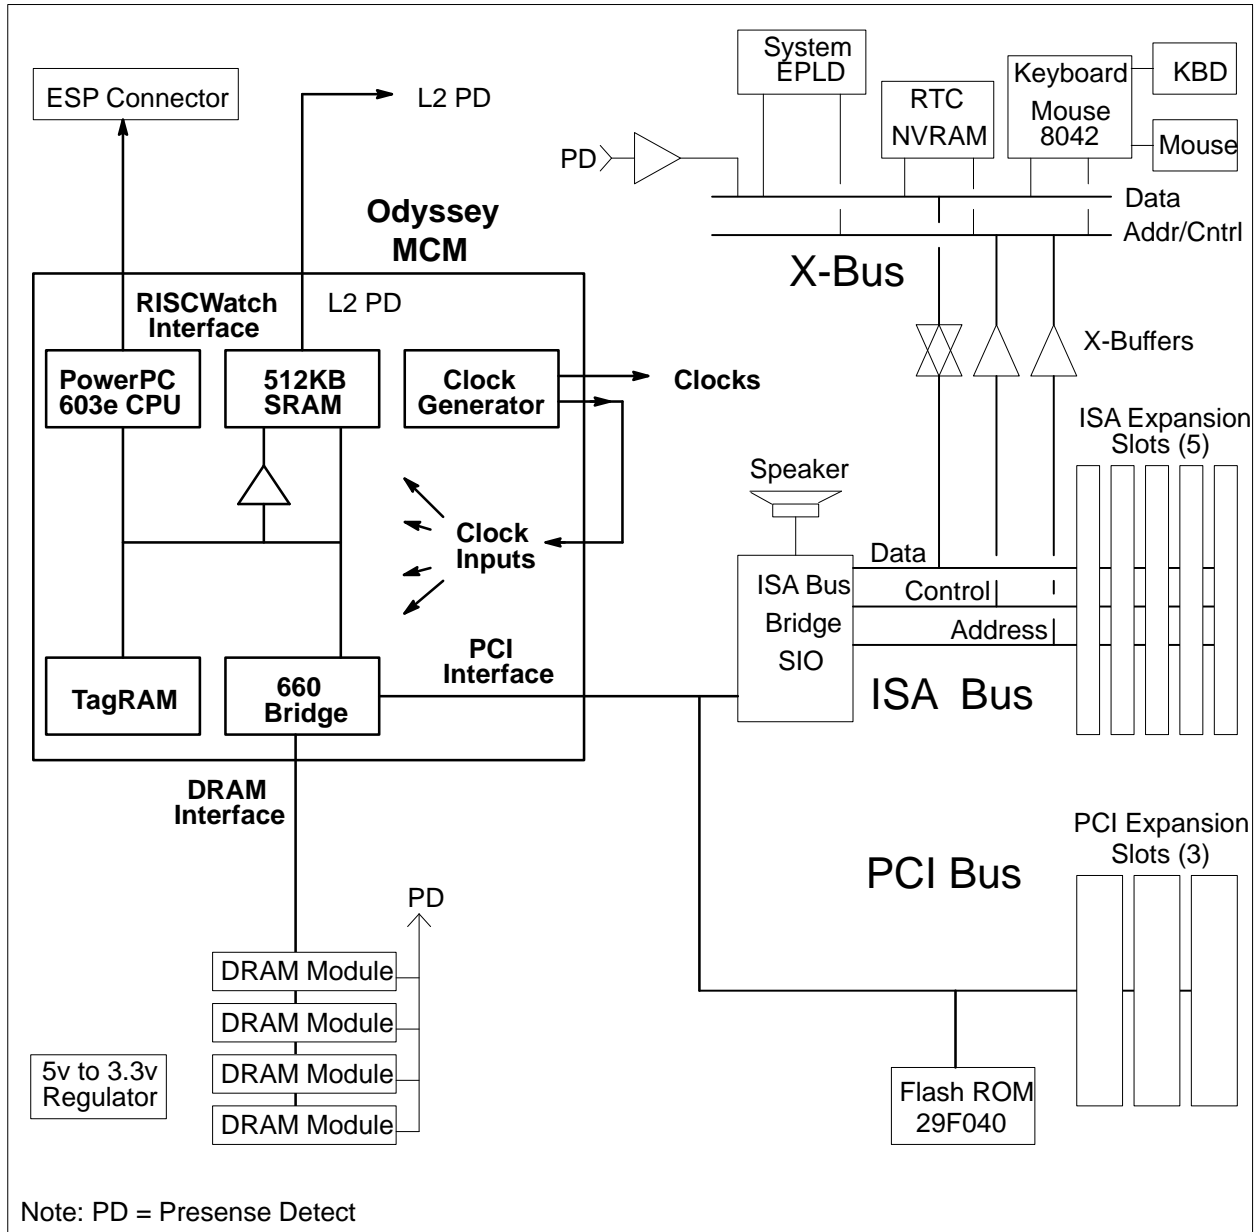 System
EPLD
ESP Connector
L2 PD
RTC
NVRAM
Keyboard
Mouse
8042
KBD
Mouse
PD
Data
Addr/Cntrl
X-Bus
Odyssey
MCM
RISCWatch
Interface
L2 PD
PowerPC
603e CPU
512KB
SRAM
Clock
Generator
Clocks
X-Buffers
ISA Expansion
Slots (5)
Speaker
Clock
Inputs
Data
Control
Address
ISA Bus
Bridge
SIO
ISA Bus
PCI
Interface
TagRAM
660
Bridge
DRAM
Interface
PCI Expansion
Slots (3)
PCI Bus
PD
DRAM Module
DRAM Module
DRAM Module
DRAM Module
5v to 3.3v
Regulator
Flash ROM
29F040
Note: PD = Presense Detect